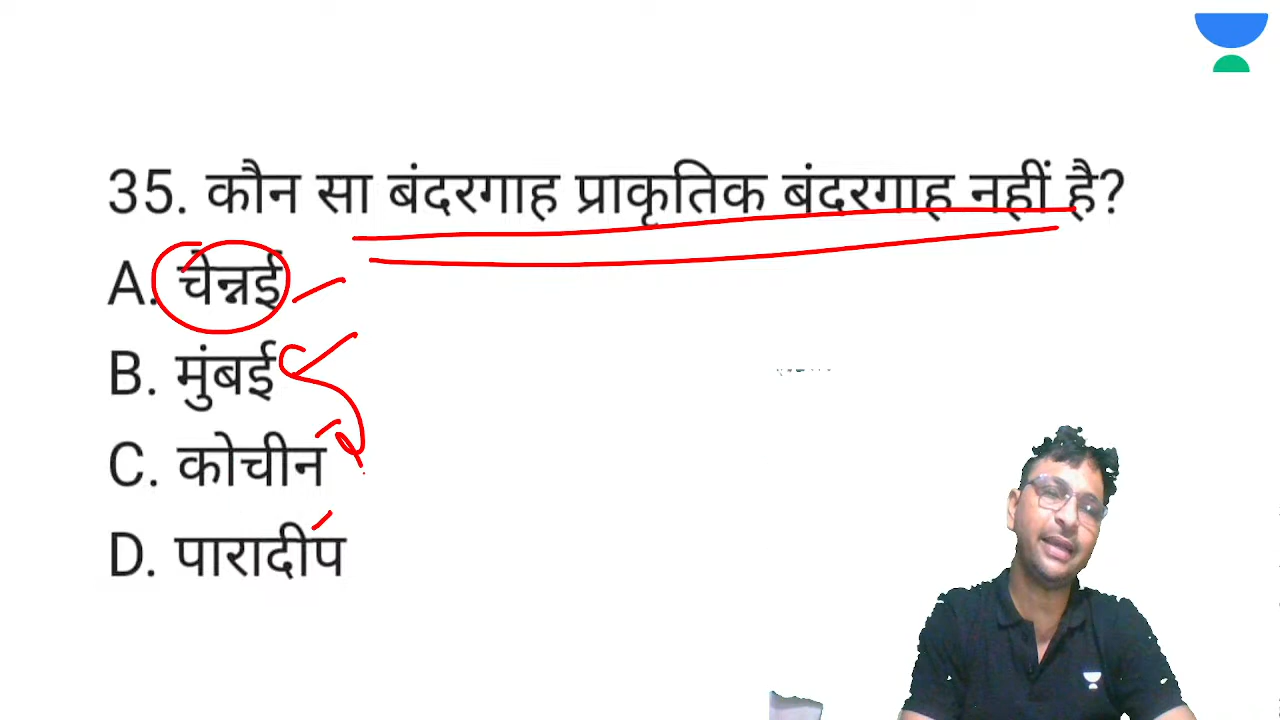 35. कौन सा बंदरगाह प्राकृतिक बंदरगाह नहीं है?
A. चेन्नई
B. मुंबई
C. कोचीन
D. पारादीप